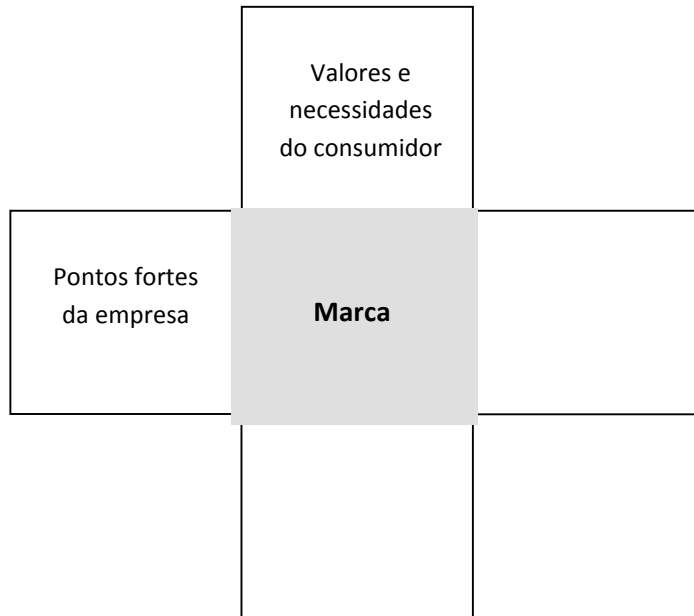 Valores e
necessidades
do consumidor
Pontos fortes
da empresa
Marca